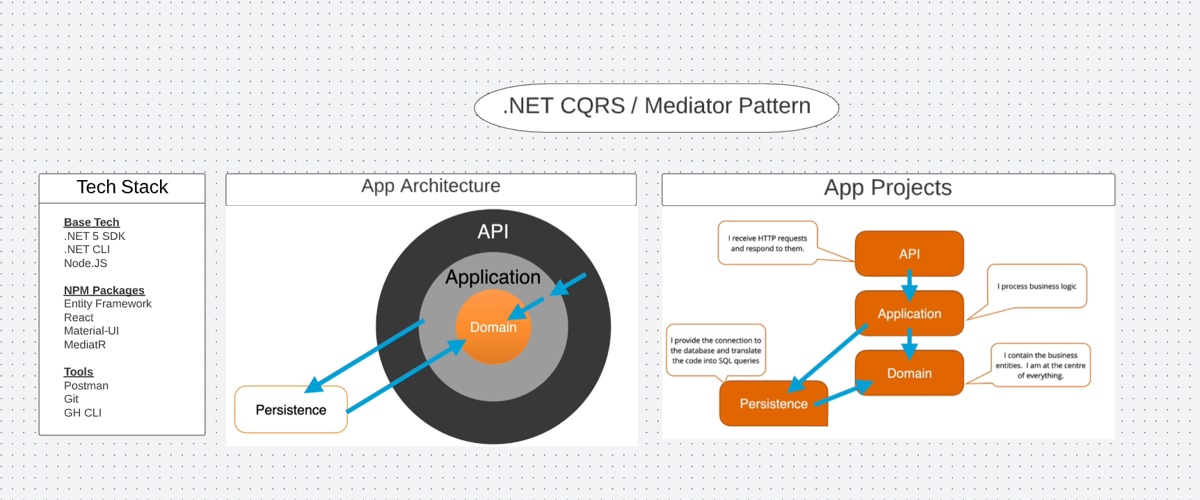 .NET CQRS / Mediator Pattern
Tech Stack
Base Tech
.NET 5 SDK
.NET CLI
Node.JS
NPM Packages
Entity Framework
React
Material-UI
MediatR
Tools
Postman
Git
GH CLI
App Architecture
API
Application
Domain
Persistence
App Projects
I receive HTTP requests
and respond to them.
API
I process business logic
Application
I provide the connection to
the database and translate
the code into SQL queries
I contain the business
entities. I am at the centre
of everything.
Domain
Persistence